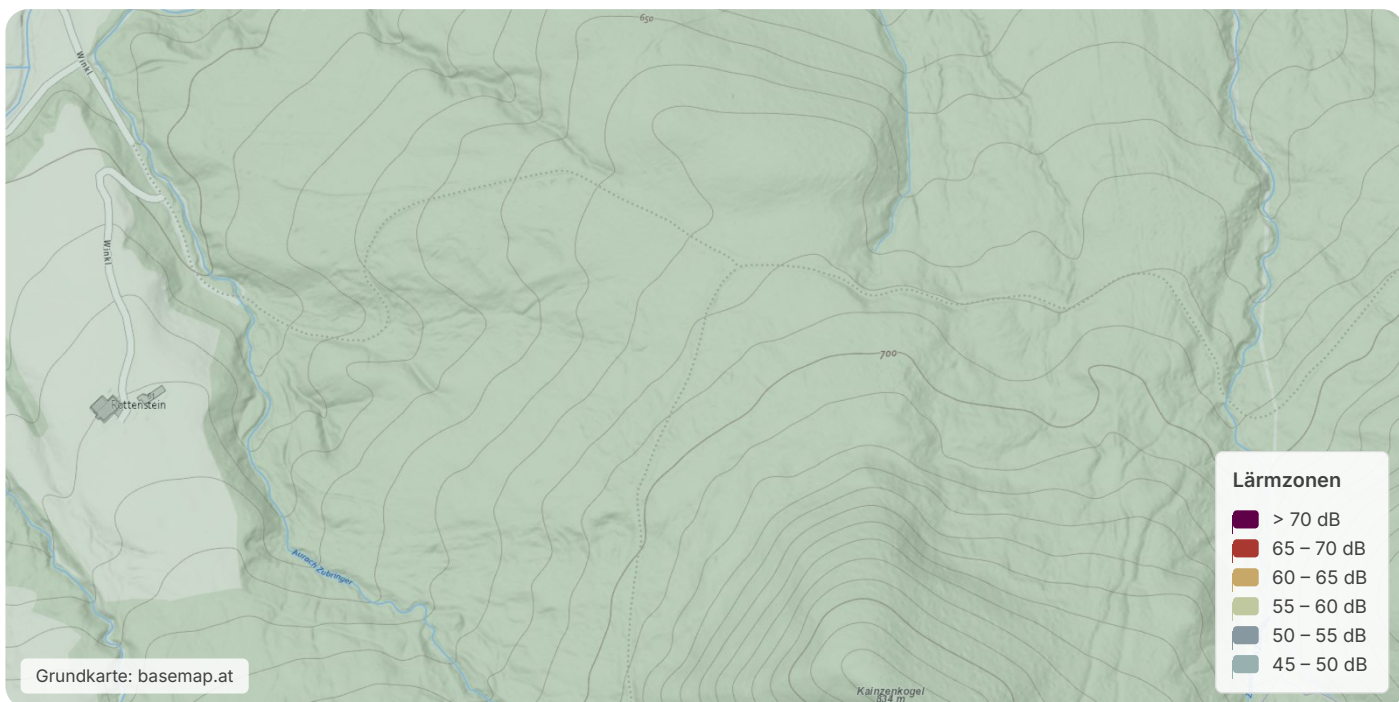 650
Winkl
Winkl
700
Rottenstein
Aurach Zubringer
Kainzenkogel
834 m
Lärmzonen
> 70 dB
65 – 70 dB
60 – 65 dB
55 – 60 dB
50 – 55 dB
45 – 50 dB
Grundkarte: basemap.at